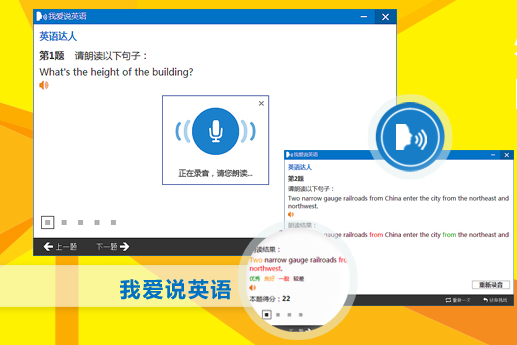 我爱说英语
英语达人
第1题 请朗读以下句子：
What's the height of the building?
正在录音，请您朗读...
上一题 下一题
我爱说英语
英语达人
第2题
请朗读以下句子：
Two narrow gauge railroads from China enter the city from the northeast and
northwest.
朗读结果：
gauge railroads from China enter the city from the northeast and
重新录音
重新一次
朗读结果：
Two narrow gauge railroads
northwest.
优秀 良好 一般 较差
本题得分：22
我爱说英语